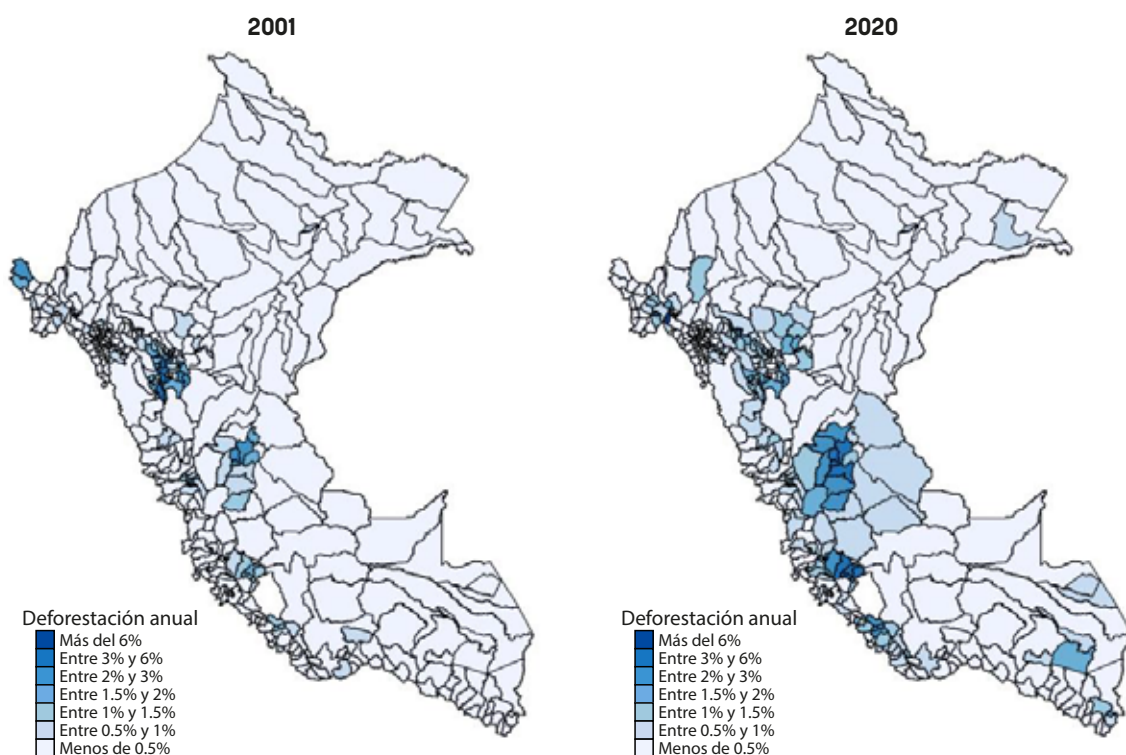 2001
2020
Deforestación anual
Más del 6%
Entre 3% y 6%
Entre 2% y 3%
Entre 1.5% y 2%
Entre 1% y 1.5%
Entre 0.5% y 1%
Menos de 0.5%
Deforestación anual
Más del 6%
Entre 3% y 6%
Entre 2% y 3%
Entre 1.5% y 2%
Entre 1% y 1.5%
Entre 0.5% y 1%
Menos de 0.5%